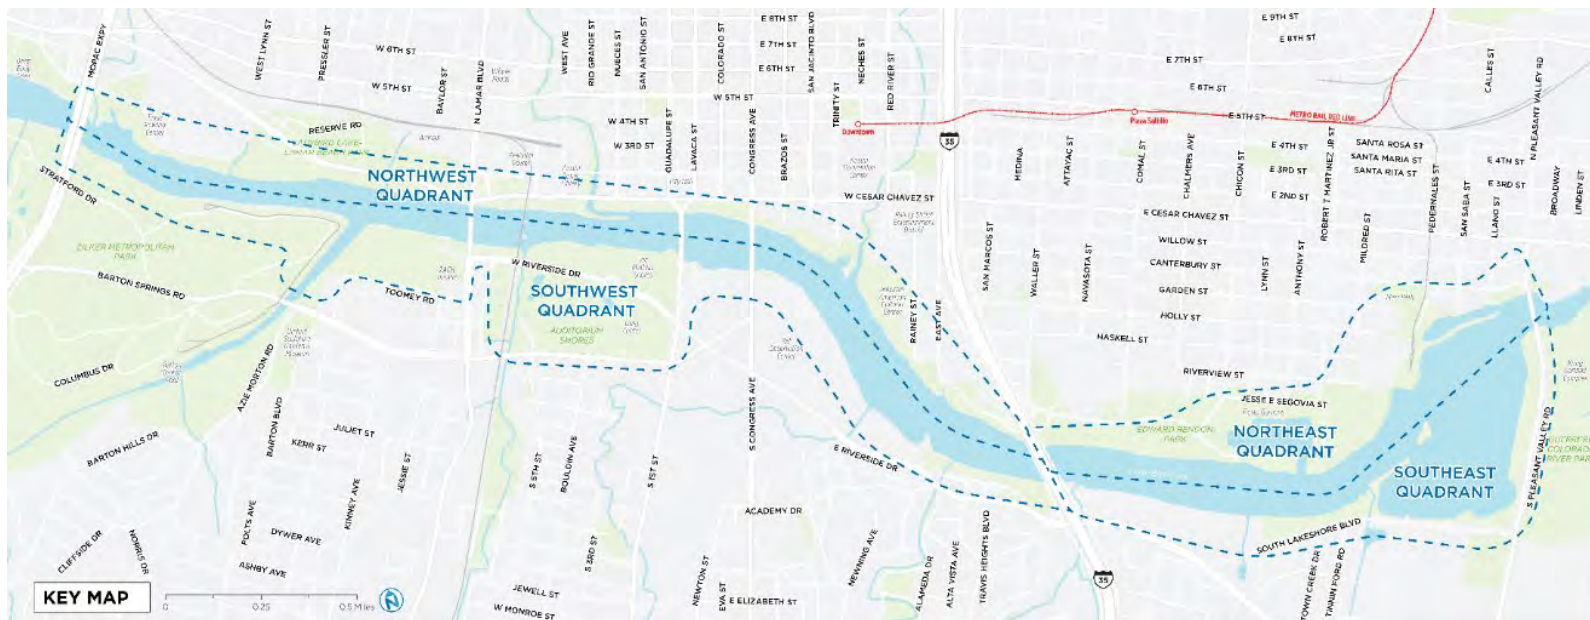 MOPAC EXPY
WEST LYNN ST
PRESSLER ST
W 6TH ST
W 5TH ST
BAYLOR ST
N LAMAR BLVD
WEST AVE
RIO GRANDE ST
NUECES ST
SAN ANTONIO ST
COLORADO ST
E 8TH ST
E 7TH ST
E 6TH ST
SAN JACINTO BLVD
NECHES ST
RED RIVER ST
TRINITY ST
W 5TH ST
W 4TH ST
W 3RD ST
GUADALUPE ST
LAVACA ST
CONGRESS AVE
BRAZOS ST
Downtown
35
E 9TH ST
E 8TH ST
E 7TH ST
E 6TH ST
E 5TH ST
METRO RAIL RED LINE
Plaza Saltillo
CALLES ST
N PLEASANT VALLEY RD
MEDINA
ATTAYAC ST
COMAL ST
CHALMERS AVE
CHICON ST
E 4TH ST
E 3RD ST
E 2ND ST
ROBERT T MARTINEZ JR ST
SANTA ROSA ST
SANTA MARIA ST
SANTA RITA ST
PEDERNALES ST
SAN SABA ST
LLANO ST
E 4TH ST
E 3RD ST
BROADWAY
LINDEN ST
RESERVE RD
STRATFORD DR
NORTHWEST
QUADRANT
W CESAR CHAVEZ ST
E CESAR CHAVEZ ST
WILLOW ST
CANTERBURY ST
GARDEN ST
HOLLY ST
HASKELL ST
RIVERVIEW ST
JESSE E SEGOVIA ST
SAN MARCOS ST
WALLER ST
NAVASOTA ST
LYNN ST
ANTHONY ST
MILDRED ST
ZILKER METROPOLITAN
PARK
BARTON SPRINGS RD
TOOMEY RD
W RIVERSIDE DR
SOUTHWEST
QUADRANT
AUDITORIUM
SHORES
RAINEY ST
EAST AVE
COLUMBUS DR
AZIE MORTON RD
BARTON HILLS DR
BARTON BLVD
JULIET ST
KERR ST
JESSIE ST
KINNEY AVE
POLTS AVE
DYWER AVE
ASHBY AVE
CLIFFSIDE DR
NORRIS DR
S 5TH ST
BOULDIN AVE
S 3RD ST
S 1ST ST
S CONGRESS AVE
E RIVERSIDE DR
ACADEMY DR
NEWTON ST
EVA ST
E ELIZABETH ST
NEWNING AVE
ALAMEDA DR
ALTA VISTA AVE
TRAVIS HEIGHTS BLVD
JEWELL ST
W MONROE ST
35
EDWARD RENDON
PARK
NORTHEAST
QUADRANT
SOUTHEAST
QUADRANT
S PLEASANT VALLEY RD
SOUTH LAKESHORE BLVD
TOWN CREEK DR
TINNIN FORD RD
KEY MAP
0 0.25 0.5 Miles
N